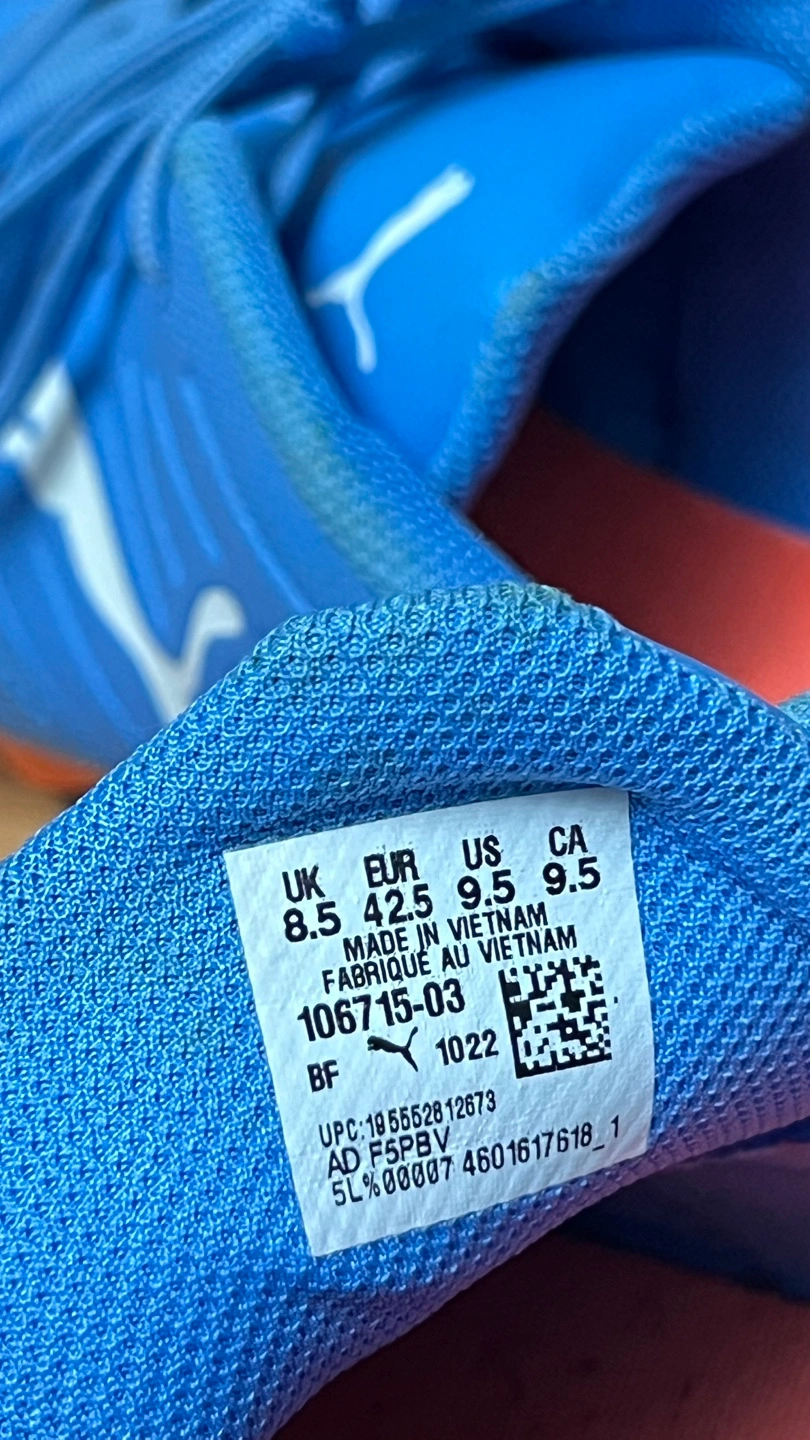 UK EUR US CA
8.5 42.5 9.5 9.5
MADE IN VIETNAM
FABRIQUE AU VIETNAM
106715-03
BF 1022
UPC:195552812673
AD F5PBV
5L%00007 4601617618_1